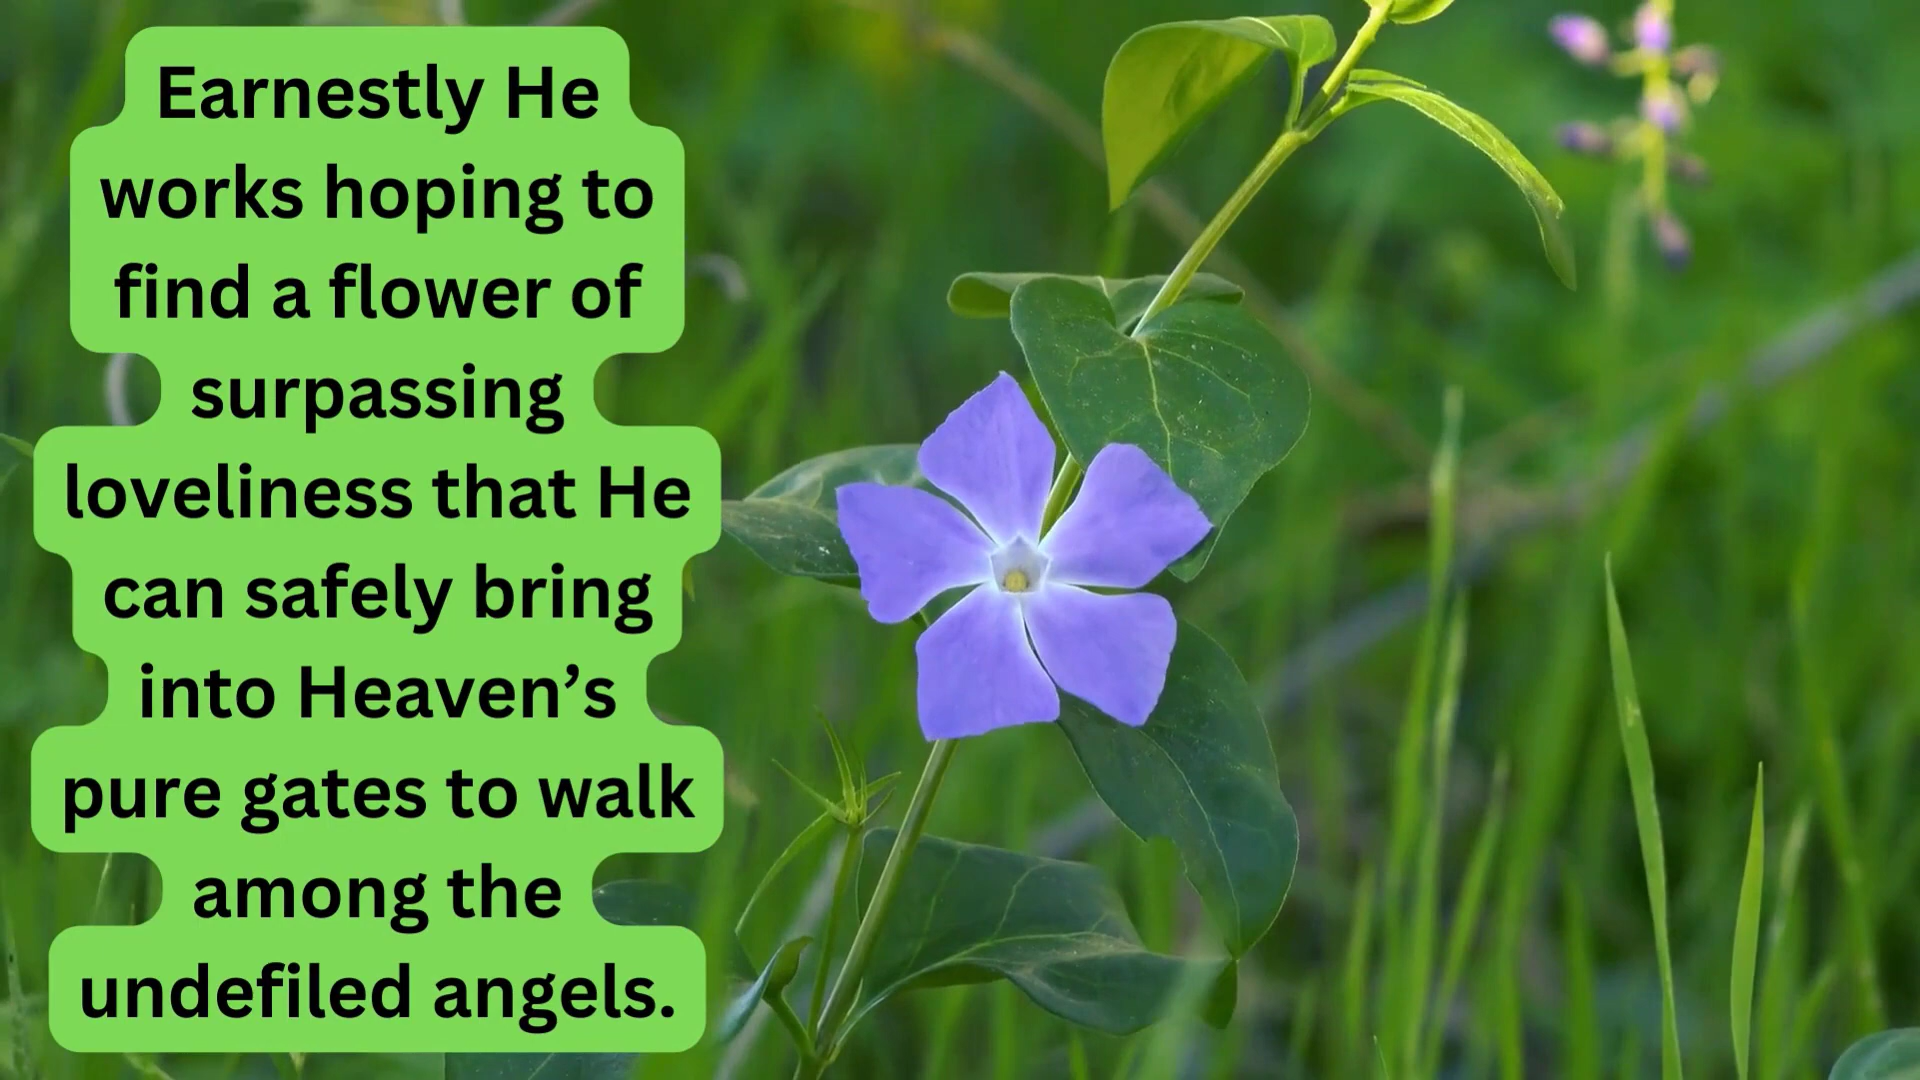 Earnestly He
works hoping to
find a flower of
surpassing
loveliness that He
can safely bring
into Heaven’s
pure gates to walk
among the
undefiled angels.